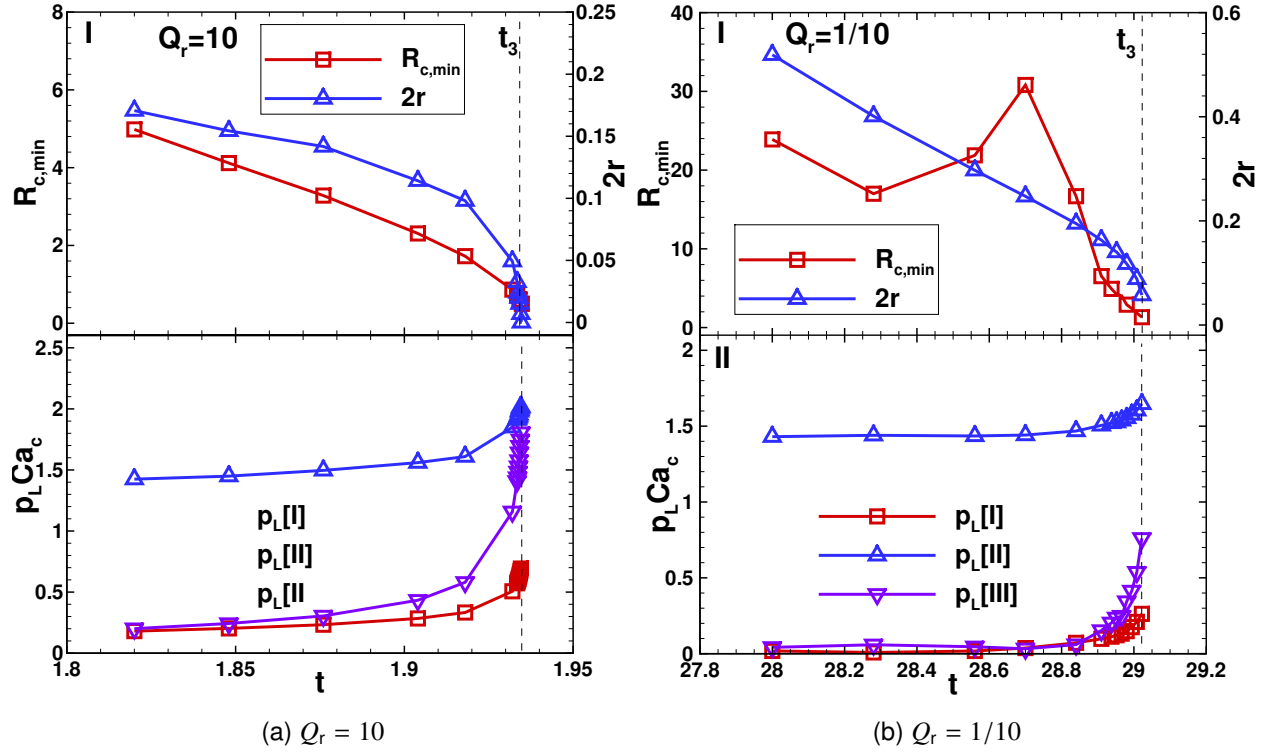 I
Q_r=10
t_3
R_c,min
2r
8
6
4
2
0
0.25
0.2
0.15
0.1
0.05
0
R_c,min
2r
2.5
2
1.5
1
0.5
0
p_L Ca_c
p_L[I]
p_L[II]
p_L[II
1.8
1.85
1.9
1.95
t
(a) Q_r = 10
I
Q_r=1/10
t_3
40
30
20
10
0
R_c,min
0.6
0.4
0.2
0
2r
R_c,min
2r
II
2
1.5
1
0.5
0
p_L Ca_c
p_L[I]
p_L[II]
p_L[III]
27.8
28
28.2
28.4
28.6
28.8
29
29.2
t
(b) Q_r = 1/10